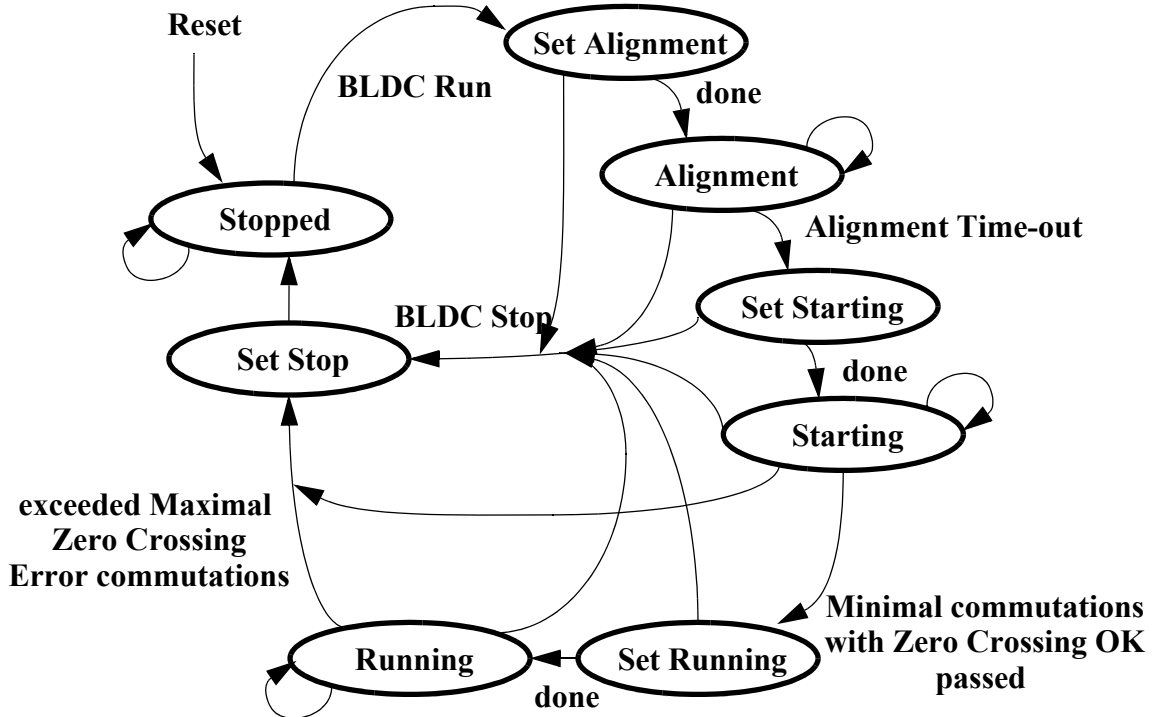 Reset
Set Alignment
BLDC Run
done
Alignment
Stopped
Alignment Time-out
Set Starting
BLDC Stop
Set Stop
done
Starting
exceeded Maximal
Zero Crossing
Error commutations
Minimal commutations
with Zero Crossing OK
passed
Running
Set Running
done